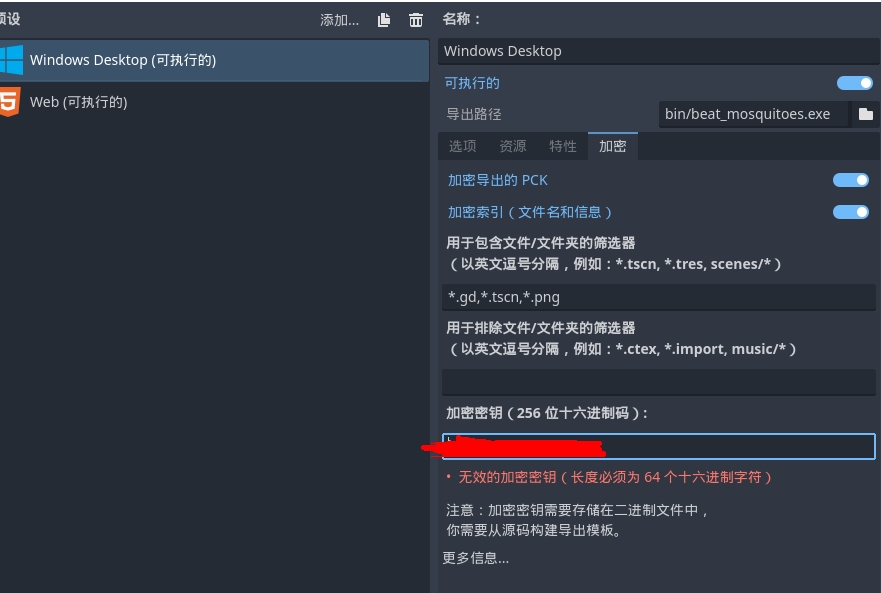 预设
添加...
Windows Desktop (可执行的)
Web (可执行的)
名称：
Windows Desktop
可执行的
导出路径
bin/beat_mosquitoes.exe
选项 资源 特性 加密
加密导出的 PCK
加密索引（文件名和信息）
用于包含文件/文件夹的筛选器
（以英文逗号分隔，例如：*.tscn, *.tres, scenes/*）
*.gd,*.tscn,*.png
用于排除文件/文件夹的筛选器
（以英文逗号分隔，例如：*.ctex, *.import, music/*）
加密密钥（256 位十六进制码）：
• 无效的加密密钥（长度必须为 64 个十六进制字符）
注意：加密密钥需要存储在二进制文件中，
你需要从源码构建导出模板。
更多信息...